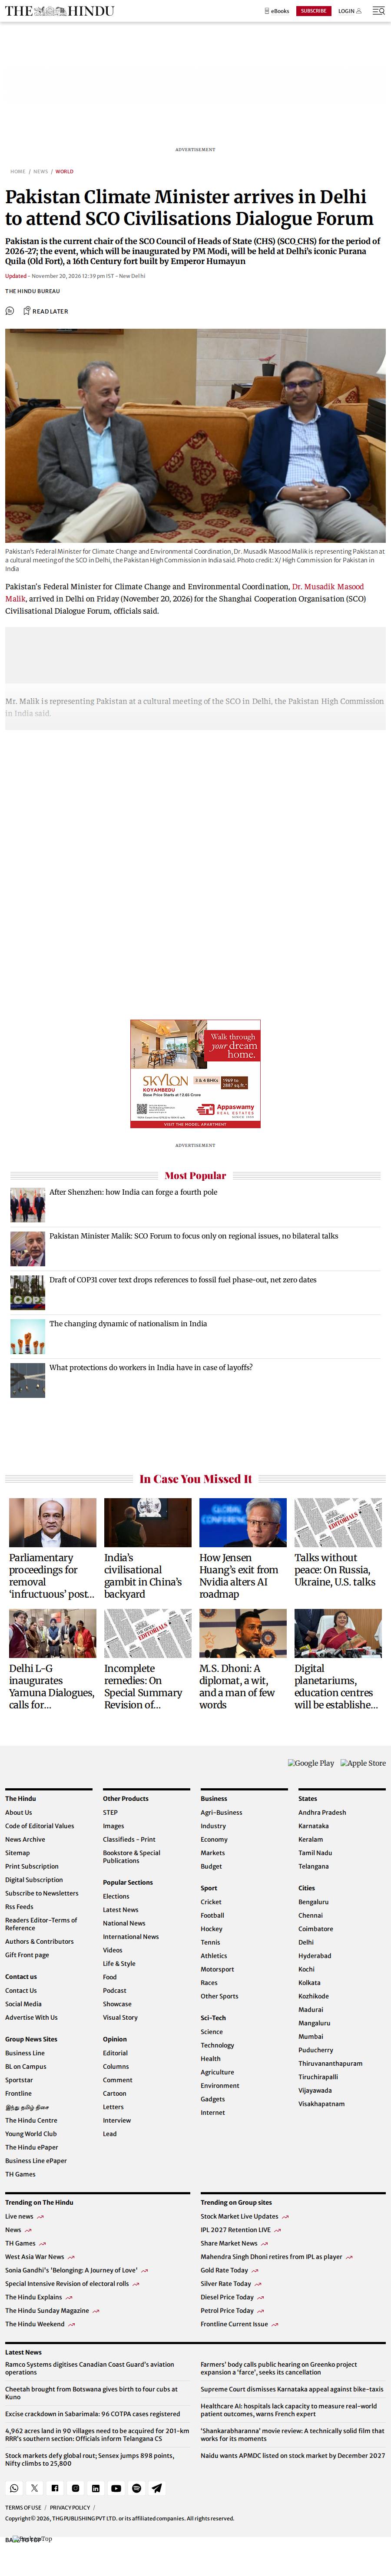 THE HINDU
eBooks
SUBSCRIBE
LOGIN
ADVERTISEMENT
HOME / NEWS / WORLD
Pakistan Climate Minister arrives in Delhi
to attend SCO Civilisations Dialogue Forum
Pakistan is the current chair of the SCO Council of Heads of State (CHS) (SCO_CHS) for the period of
2026-27; the event, which will be inaugurated by PM Modi, will be held at Delhi’s iconic Purana
Quila (Old Fort), a 16th Century fort built by Emperor Humayun
Updated - November 20, 2026 12:39 pm IST - New Delhi
THE HINDU BUREAU
READ LATER
Pakistan’s Federal Minister for Climate Change and Environmental Coordination, Dr. Musadik Masood Malik is representing Pakistan at
a cultural meeting of the SCO in Delhi, the Pakistan High Commission in India said. Photo credit: X/ High Commission for Pakistan in
India
Pakistan’s Federal Minister for Climate Change and Environmental Coordination, Dr. Musadik Masood
Malik, arrived in Delhi on Friday (November 20, 2026) for the Shanghai Cooperation Organisation (SCO)
Civilisational Dialogue Forum, officials said.
Mr. Malik is representing Pakistan at a cultural meeting of the SCO in Delhi, the Pakistan High Commission
in India said.
Walk through
your dream
home.
SKYLON
KOYAMBEDU
3 & 4 BHKs
Base Price Starts at ₹2.65 Crore
Appaswamy
REAL ESTATES
VISIT THE MODEL APARTMENT
ADVERTISEMENT
Most Popular
After Shenzhen: how India can forge a fourth pole
Pakistan Minister Malik: SCO Forum to focus only on regional issues, no bilateral talks
Draft of COP31 cover text drops references to fossil fuel phase-out, net zero dates
The changing dynamic of nationalism in India
What protections do workers in India have in case of layoffs?
In Case You Missed It
Parliamentary
proceedings for
removal
‘infructuous’ post...
India’s
civilisational
gambit in China’s
backyard
How Jensen
Huang’s exit from
Nvidia alters AI
roadmap
Talks without
peace: On Russia,
Ukraine, U.S. talks
Delhi L-G
inaugurates
Yamuna Dialogues,
calls for...
Incomplete
remedies: On
Special Summary
Revision of...
M.S. Dhoni: A
diplomat, a wit,
and a man of few
words
Digital
planetariums,
education centres
will be establishe...
Google Play
Apple Store
The Hindu
About Us
Code of Editorial Values
News Archive
Sitemap
Print Subscription
Digital Subscription
Subscribe to Newsletters
Rss Feeds
Readers Editor-Terms of
Reference
Authors & Contributors
Gift Front page
Contact us
Contact Us
Social Media
Advertise With Us
Group News Sites
Business Line
BL on Campus
Sportstar
Frontline
இந்து தமிழ் திசை
The Hindu Centre
Young World Club
The Hindu ePaper
Business Line ePaper
TH Games
Other Products
STEP
Images
Classifieds - Print
Bookstore & Special
Publications
Popular Sections
Elections
Latest News
National News
International News
Videos
Life & Style
Food
Podcast
Showcase
Visual Story
Opinion
Editorial
Columns
Comment
Cartoon
Letters
Interview
Lead
Business
Agri-Business
Industry
Economy
Markets
Budget
Sport
Cricket
Football
Hockey
Tennis
Athletics
Motorsport
Races
Other Sports
Sci-Tech
Science
Technology
Health
Agriculture
Environment
Gadgets
Internet
States
Andhra Pradesh
Karnataka
Keralam
Tamil Nadu
Telangana
Cities
Bengaluru
Chennai
Coimbatore
Delhi
Hyderabad
Kochi
Kolkata
Kozhikode
Madurai
Mangaluru
Mumbai
Puducherry
Thiruvananthapuram
Tiruchirapalli
Vijayawada
Visakhapatnam
Trending on The Hindu
Live news
News
TH Games
West Asia War News
Sonia Gandhi's 'Belonging: A Journey of Love'
Special Intensive Revision of electoral rolls
The Hindu Explains
The Hindu Sunday Magazine
The Hindu Weekend
Trending on Group sites
Stock Market Live Updates
IPL 2027 Retention LIVE
Share Market News
Mahendra Singh Dhoni retires from IPL as player
Gold Rate Today
Silver Rate Today
Diesel Price Today
Petrol Price Today
Frontline Current Issue
Latest News
Ramco Systems digitises Canadian Coast Guard's aviation
operations
Cheetah brought from Botswana gives birth to four cubs at
Kuno
Excise crackdown in Sabarimala: 96 COTPA cases registered
4,962 acres land in 90 villages need to be acquired for 201-km
RRR's southern section: Officials inform Telangana CS
Stock markets defy global rout; Sensex jumps 898 points,
Nifty climbs to 25,800
Farmers’ body calls public hearing on Greenko project
expansion a ‘farce’, seeks its cancellation
Supreme Court dismisses Karnataka appeal against bike-taxis
Healthcare AI: hospitals lack capacity to measure real-world
patient outcomes, warns French expert
‘Shankarabharanna’ movie review: A technically solid film that
works for its moments
Naidu wants APMDC listed on stock market by December 2027
TERMS OF USE / PRIVACY POLICY /
Copyright© 2026, THG PUBLISHING PVT LTD. or its affiliated companies. All rights reserved.
BACK TO TOP
Back to Top